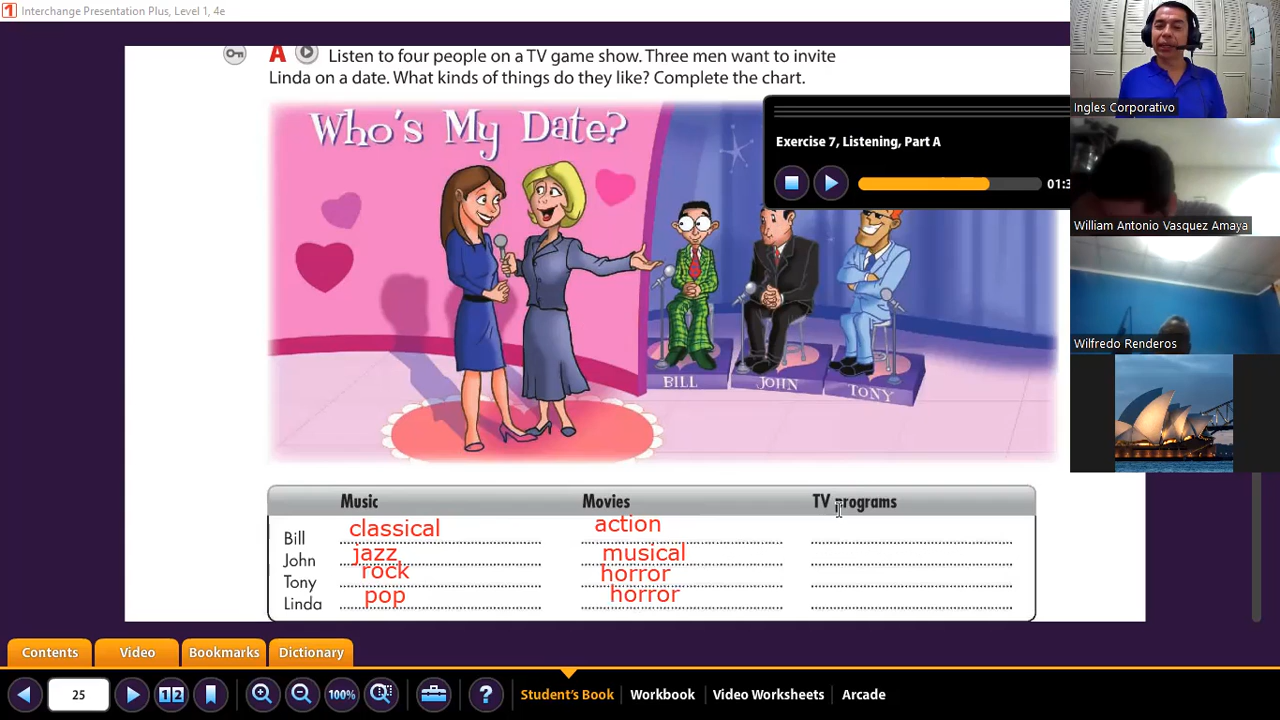 Interchange Presentation Plus, Level 1, 4e
A Listen to four people on a TV game show. Three men want to invite
Linda on a date. What kinds of things do they like? Complete the chart.
Who's My Date?
BILL
JOHN
TONY
Exercise 7, Listening, Part A
01:3
Ingles Corporativo
William Antonio Vasquez Amaya
Wilfredo Renderos
Music Movies TV programs
Bill classical action
John jazz musical
Tony rock horror
Linda pop horror
Contents Video Bookmarks Dictionary
25 1 2 100% ? Student's Book Workbook Video Worksheets Arcade